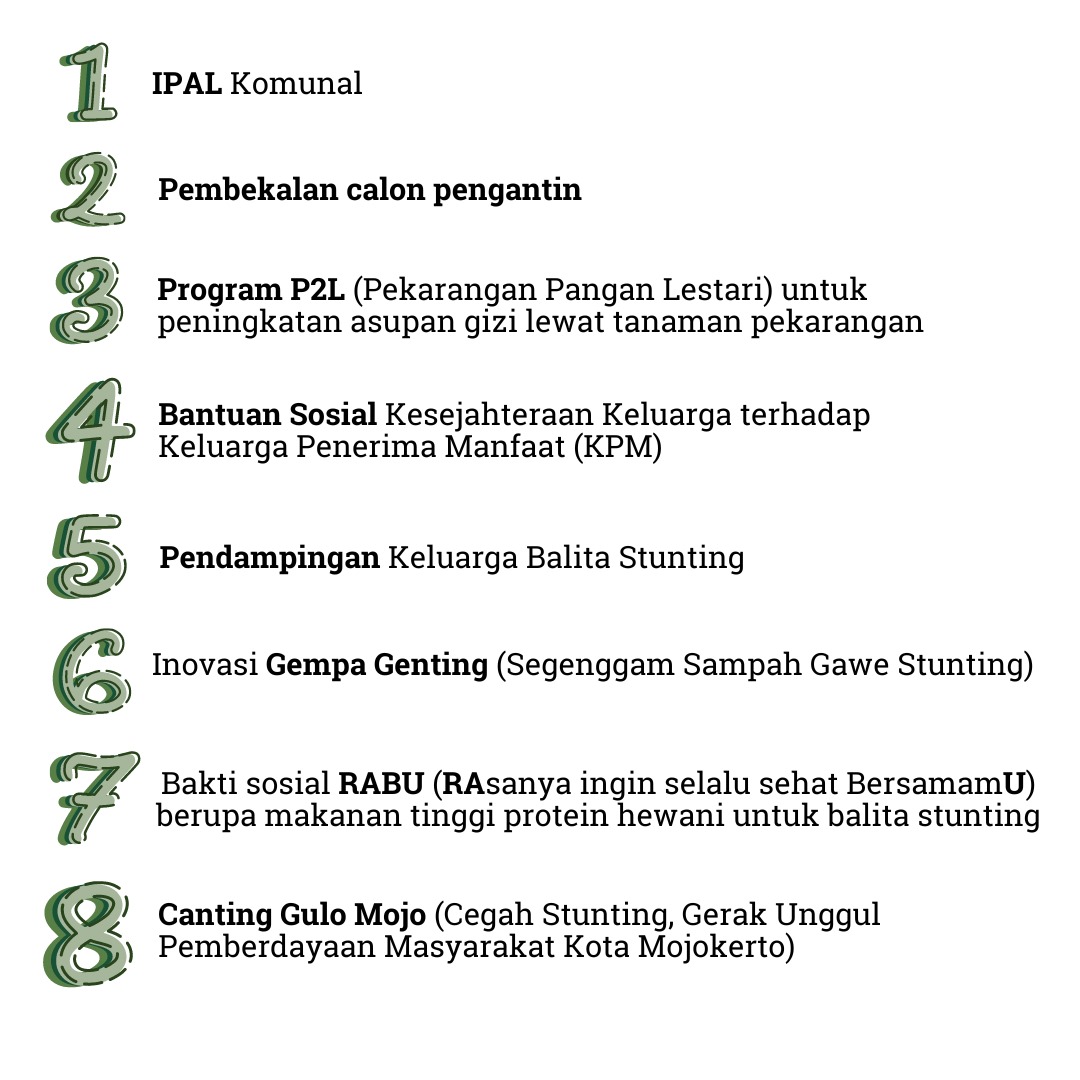 1 IPAL Komunal
2 Pembekalan calon pengantin
3 Program P2L (Pekarangan Pangan Lestari) untuk
peningkatan asupan gizi lewat tanaman pekarangan
4 Bantuan Sosial Kesejahteraan Keluarga terhadap
Keluarga Penerima Manfaat (KPM)
5 Pendampingan Keluarga Balita Stunting
6 Inovasi Gempa Genting (Segenggam Sampah Gawe Stunting)
7 Bakti sosial RABU (RAsanya ingin selalu sehat BersamamU)
berupa makanan tinggi protein hewani untuk balita stunting
8 Canting Gulo Mojo (Cegah Stunting, Gerak Unggul
Pemberdayaan Masyarakat Kota Mojokerto)